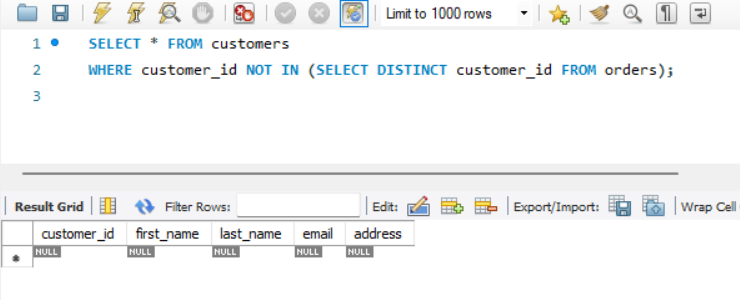 Limit to 1000 rows
1 SELECT * FROM customers
2 WHERE customer_id NOT IN (SELECT DISTINCT customer_id FROM orders);
3
Result Grid Filter Rows: Edit: Export/Import: Wrap Cell
customer_id first_name last_name email address
* NULL NULL NULL NULL NULL